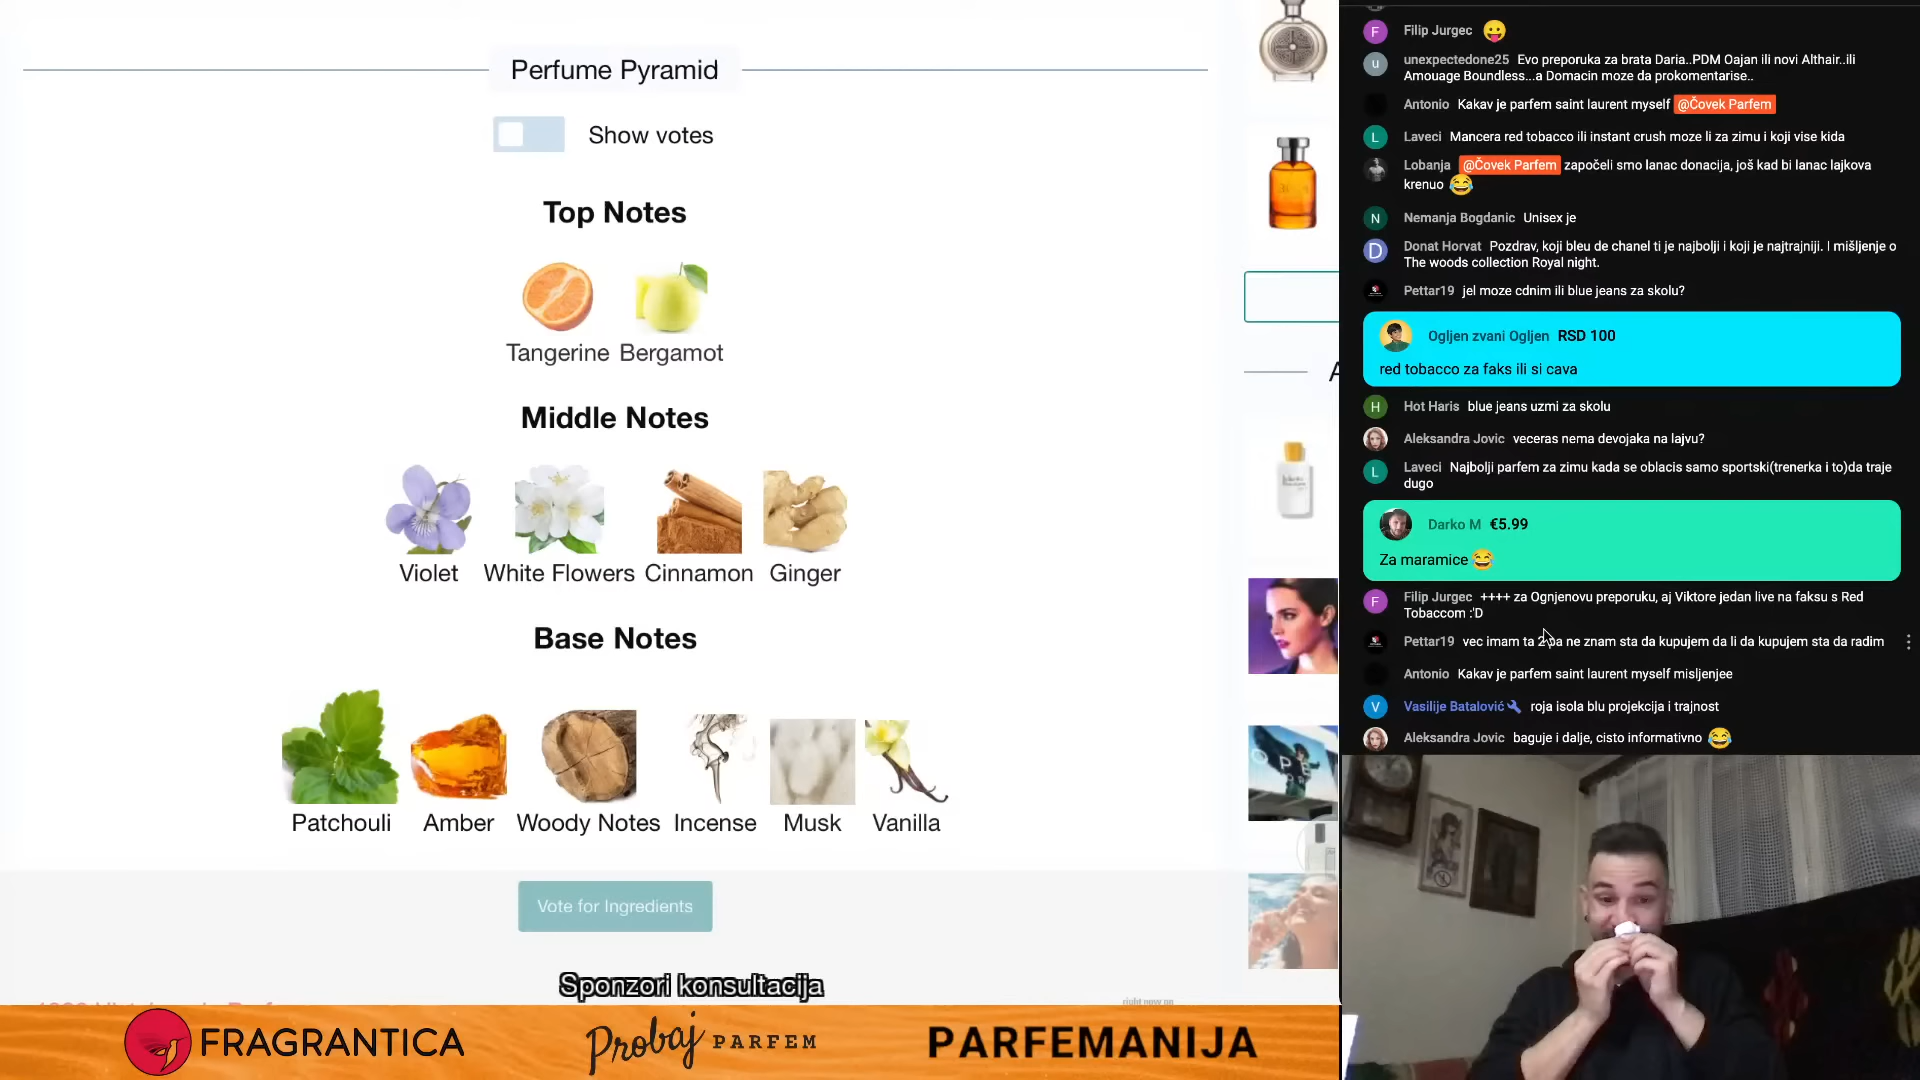 Perfume Pyramid
Show votes
Top Notes
Tangerine Bergamot
Middle Notes
Violet White Flowers Cinnamon Ginger
Base Notes
Patchouli Amber Woody Notes Incense Musk Vanilla
Vote for Ingredients
Sponzori konsultacija
right now on
FRAGRANTICA
Probaj PARFEM
PARFEMANIJA
Filip Jurgec 😛
unexpectedone25 Evo preporuka za brata Daria..PDM Oajan ili novi Althair..ili
Amouage Boundless...a Domacin moze da prokomentarise..
Antonio Kakav je parfem saint laurent myself @Čovek Parfem
Laveci Mancera red tobacco ili instant crush moze li za zimu i koji vise kida
Lobanja @Čovek Parfem započeli smo lanac donacija, još kad bi lanac lajkova
krenuo 😂
Nemanja Bogdanic Unisex je
Donat Horvat Pozdrav, koji bleu de chanel ti je najbolji i koji je najtrajniji. I mišljenje o
The woods collection Royal night.
Pettar19 jel moze cdnim ili blue jeans za skolu?
Ogljen zvani Ogljen RSD 100
red tobacco za faks ili si cava
Hot Haris blue jeans uzmi za skolu
Aleksandra Jovic veceras nema devojaka na lajvu?
Laveci Najbolji parfem za zimu kada se oblacis samo sportski(trenerka i to)da traje
dugo
Darko M €5.99
Za maramice 😂
Filip Jurgec ++++ za Ognjenovu preporuku, aj Viktore jedan live na faksu s Red
Tobaccom :'D
Pettar19 vec imam ta 2 pa ne znam sta da kupujem da li da kupujem sta da radim
Antonio Kakav je parfem saint laurent myself misljenjee
Vasilije Batalović roja isola blu projekcija i trajnost
Aleksandra Jovic baguje i dalje, cisto informativno 😂